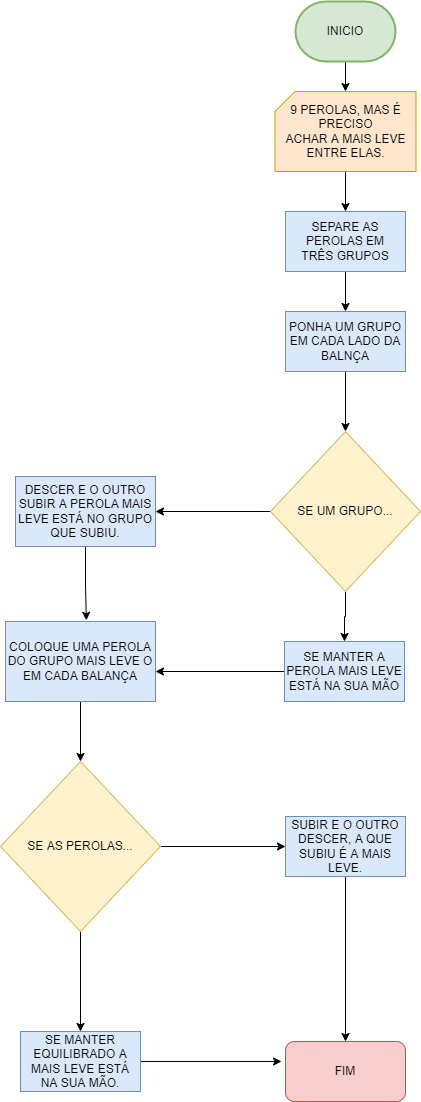 INICIO
9 PEROLAS, MAS É
PRECISO
ACHAR A MAIS LEVE
ENTRE ELAS.
SEPARE AS
PEROLAS EM
TRÊS GRUPOS
PONHA UM GRUPO
EM CADA LADO DA
BALNÇA
SE UM GRUPO...
DESCER E O OUTRO
SUBIR A PEROLA MAIS
LEVE ESTÁ NO GRUPO
QUE SUBIU.
SE MANTER A
PEROLA MAIS LEVE
ESTÁ NA SUA MÃO
COLOQUE UMA PEROLA
DO GRUPO MAIS LEVE O
EM CADA BALANÇA
SE AS PEROLAS...
SUBIR E O OUTRO
DESCER, A QUE
SUBIU É A MAIS
LEVE.
SE MANTER
EQUILIBRADO A
MAIS LEVE ESTÁ
NA SUA MÃO.
FIM